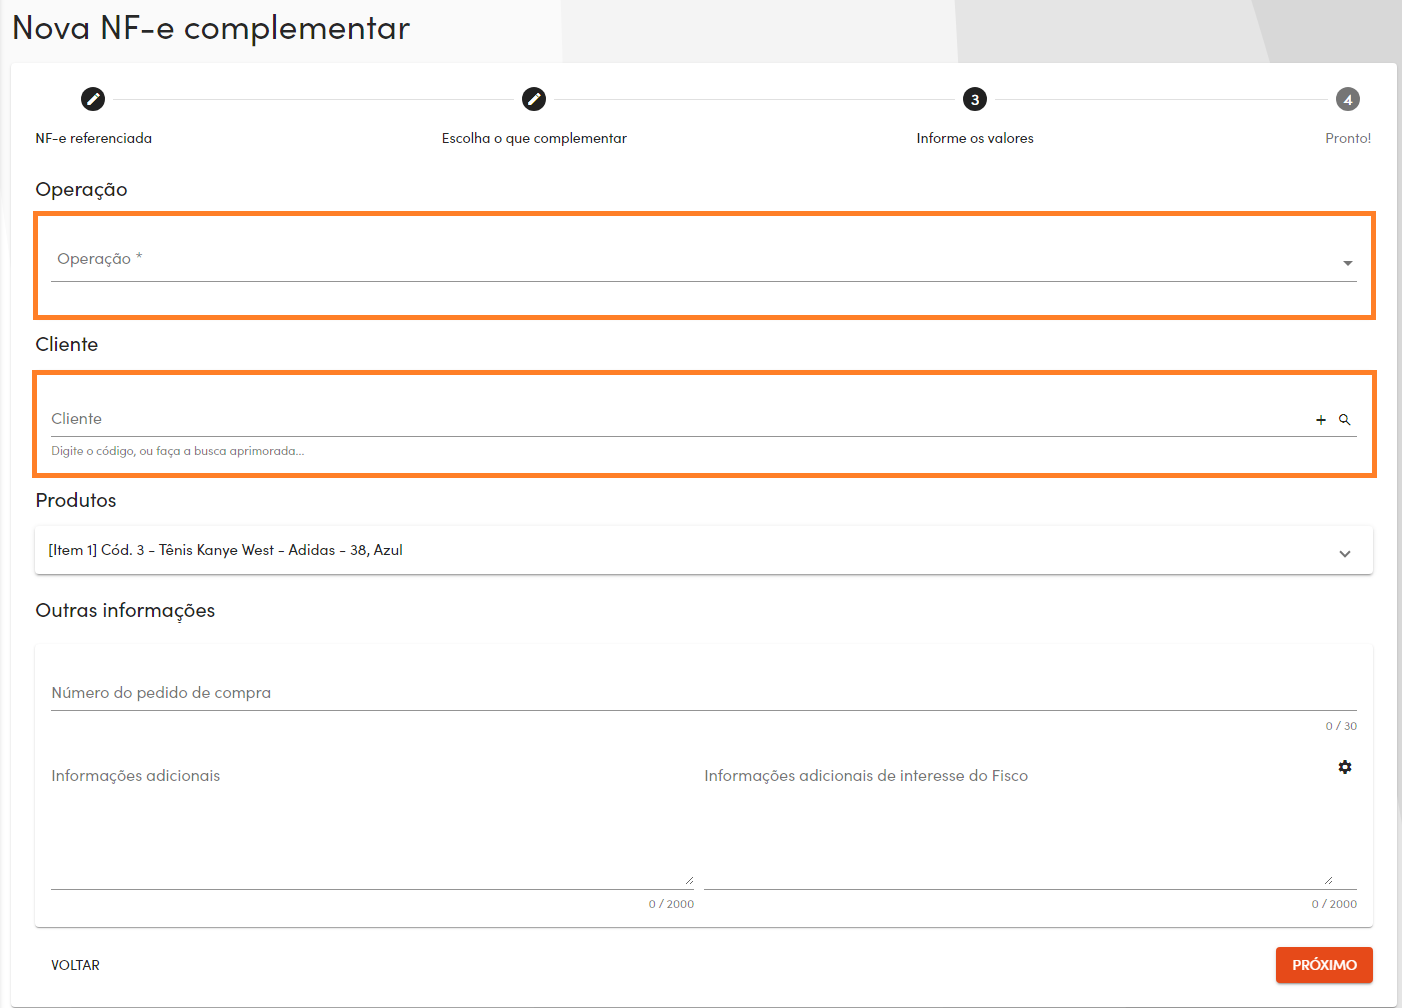 Nova NF-e complementar
3
4
NF-e referenciada
Escolha o que complementar
Informe os valores
Pronto!
Operação
Operação *
Cliente
Cliente
+
Digite o código, ou faça a busca aprimorada...
Produtos
[Item 1] Cód. 3 - Tênis Kanye West - Adidas - 38, Azul
Outras informações
Número do pedido de compra
0 / 30
Informações adicionais
Informações adicionais de interesse do Fisco
0 / 2000
0 / 2000
VOLTAR
PRÓXIMO